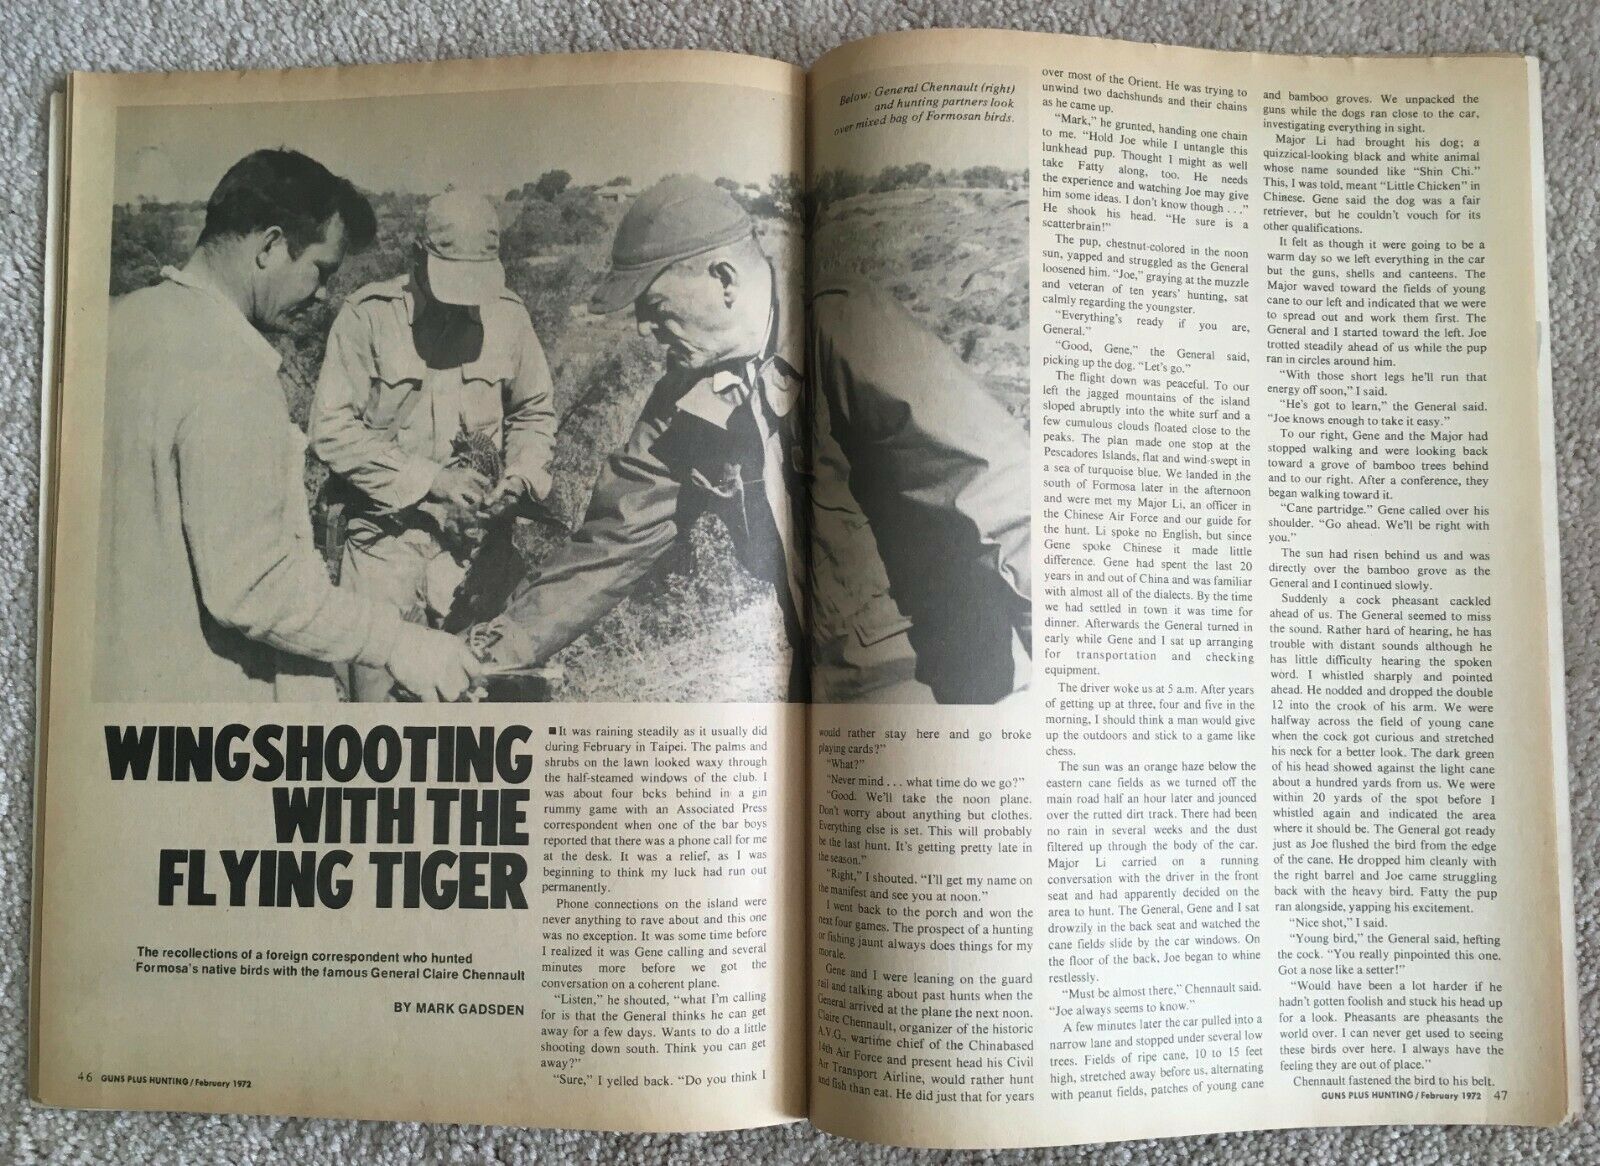 Below: General Chennault (right)
and hunting partners look
over mixed bag of Formosan birds.
WINGSHOOTING
WITH THE
FLYING TIGER
The recollections of a foreign correspondent who hunted
Formosa's native birds with the famous General Claire Chennault
BY MARK GADSDEN
■It was raining steadily as it usually did
during February in Taipei. The palms and
shrubs on the lawn looked waxy through
the half-steamed windows of the club. I
was about four bcks behind in a gin
rummy game with an Associated Press
correspondent when one of the bar boys
reported that there was a phone call for me
at the desk. It was a relief, as I was
beginning to think my luck had run out
permanently.
Phone connections on the island were
never anything to rave about and this one
was no exception. It was some time before
I realized it was Gene calling and several
minutes more before we got the
conversation on a coherent plane.
"Listen," he shouted, "what I'm calling
for is that the General thinks he can get
away for a few days. Wants to do a little
shooting down south. Think you can get
away?"
"Sure," I yelled back. "Do you think I
46 GUNS PLUS HUNTING/February 1972
would rather stay here and go broke
playing cards?"
"What?"
"Never mind . . . what time do we go?"
"Good. We'll take the noon plane.
Don't worry about anything but clothes.
Everything else is set. This will probably
be the last hunt. It's getting pretty late in
the season."
"Right," I shouted. "I'll get my name on
the manifest and see you at noon."
I went back to the porch and won the
next four games. The prospect of a hunting
or fishing jaunt always does things for my
morale.
Gene and I were leaning on the guard
rail and talking about past hunts when the
General arrived at the plane the next noon.
Claire Chennault, organizer of the historic
A.V.G., wartime chief of the Chinabased
14th Air Force and present head his Civil
Air Transport Airline, would rather hunt
and fish than eat. He did just that for years
over most of the Orient. He was trying to
unwind two dachshunds and their chains
as he came up.
"Mark," he grunted, handing one chain
to me. "Hold Joe while I untangle this
lunkhead pup. Thought I might as well
take Fatty along, too. He needs
the experience and watching Joe may give
him some ideas. I don't know though . . ."
He shook his head. "He sure is a
scatterbrain!"
The pup, chestnut-colored in the noon
sun, yapped and struggled as the General
loosened him. "Joe," graying at the muzzle
and veteran of ten years' hunting, sat
calmly regarding the youngster.
"Everything's ready if you are,
General."
"Good, Gene," the General said,
picking up the dog. "Let's go."
The flight down was peaceful. To our
left the jagged mountains of the island
sloped abruptly into the white surf and a
few cumulous clouds floated close to the
peaks. The plan made one stop at the
Pescadores Islands, flat and wind-swept in
a sea of turquoise blue. We landed in the
south of Formosa later in the afternoon
and were met my Major Li, an officer in
the Chinese Air Force and our guide for
the hunt. Li spoke no English, but since
Gene spoke Chinese it made little
difference. Gene had spent the last 20
years in and out of China and was familiar
with almost all of the dialects. By the time
we had settled in town it was time for
dinner. Afterwards the General turned in
early while Gene and I sat up arranging
for transportation and checking
equipment.
The driver woke us at 5 a.m. After years
of getting up at three, four and five in the
morning, I should think a man would give
up the outdoors and stick to a game like
chess.
The sun was an orange haze below the
eastern cane fields as we turned off the
main road half an hour later and jounced
over the rutted dirt track. There had been
no rain in several weeks and the dust
filtered up through the body of the car.
Major Li carried on a running
conversation with the driver in the front
seat and had apparently decided on the
area to hunt. The General, Gene and I sat
drowzily in the back seat and watched the
cane fields slide by the car windows. On
the floor of the back, Joe began to whine
restlessly.
"Must be almost there," Chennault said.
"Joe always seems to know."
A few minutes later the car pulled into a
narrow lane and stopped under several low
trees. Fields of ripe cane, 10 to 15 feet
high, stretched away before us, alternating
with peanut fields, patches of young cane
and bamboo groves. We unpacked the
guns while the dogs ran close to the car,
investigating everything in sight.
Major Li had brought his dog; a
quizzical-looking black and white animal
whose name sounded like "Shin Chi."
This, I was told, meant "Little Chicken" in
Chinese. Gene said the dog was a fair
retriever, but he couldn't vouch for its
other qualifications.
It felt as though it were going to be a
warm day so we left everything in the car
but the guns, shells and canteens. The
Major waved toward the fields of young
cane to our left and indicated that we were
to spread out and work them first. The
General and I started toward the left. Joe
trotted steadily ahead of us while the pup
ran in circles around him.
"With those short legs he'll run that
energy off soon," I said.
"He's got to learn," the General said.
"Joe knows enough to take it easy."
To our right, Gene and the Major had
stopped walking and were looking back
toward a grove of bamboo trees behind
and to our right. After a conference, they
began walking toward it.
"Cane partridge." Gene called over his
shoulder. "Go ahead. We'll be right with
you."
The sun had risen behind us and was
directly over the bamboo grove as the
General and I continued slowly.
Suddenly a cock pheasant cackled
ahead of us. The General seemed to miss
the sound. Rather hard of hearing, he has
trouble with distant sounds although he
has little difficulty hearing the spoken
word. I whistled sharply and pointed
ahead. He nodded and dropped the double
12 into the crook of his arm. We were
halfway across the field of young cane
when the cock got curious and stretched
his neck for a better look. The dark green
of his head showed against the light cane
about a hundred yards from us. We were
within 20 yards of the spot before I
whistled again and indicated the area
where it should be. The General got ready
just as Joe flushed the bird from the edge
of the cane. He dropped him cleanly with
the right barrel and Joe came struggling
back with the heavy bird. Fatty the pup
ran alongside, yapping his excitement.
"Nice shot," I said.
"Young bird," the General said, hefting
the cock. "You really pinpointed this one.
Got a nose like a setter!"
"Would have been a lot harder if he
hadn't gotten foolish and stuck his head up
for a look. Pheasants are pheasants the
world over. I can never get used to seeing
these birds over here. I always have the
feeling they are out of place."
Chennault fastened the bird to his belt.
GUNS PLUS HUNTING/February 1972 47